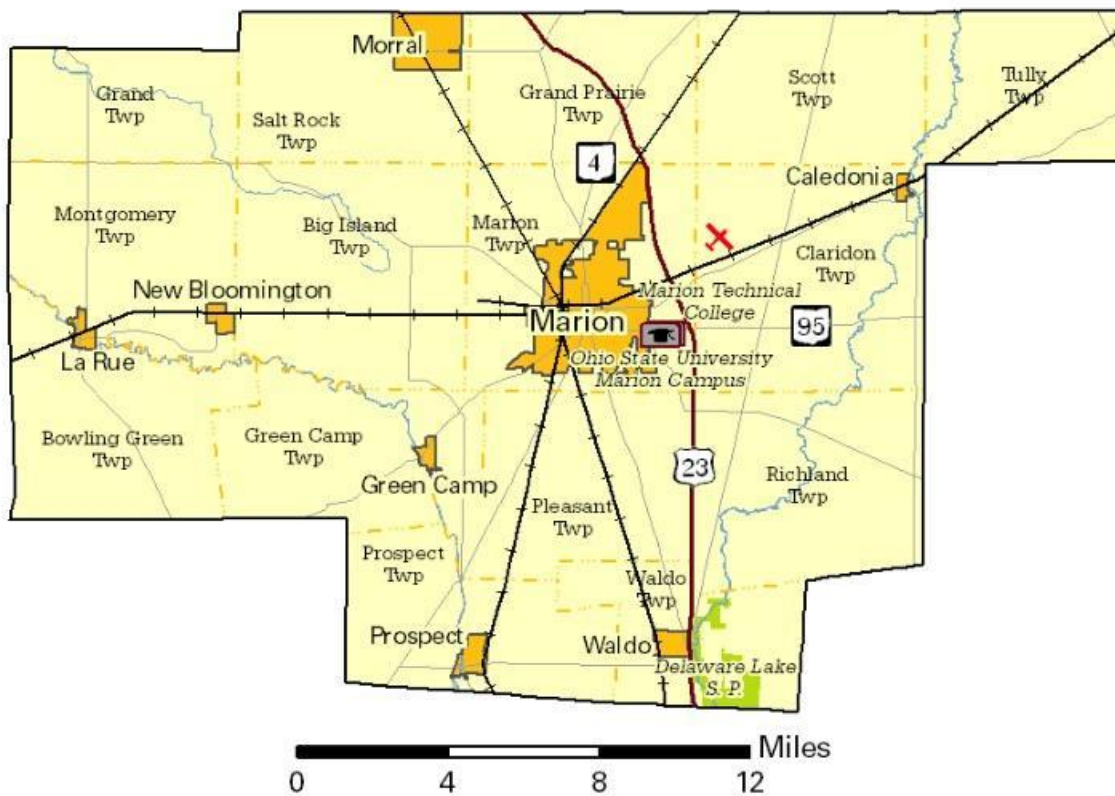 Morral
Grand
Twp
Salt Rock
Twp
Grand Prairie
Twp
Scott
Twp
Tully
Twp
4
Caledonia
Montgomery
Twp
Big Island
Twp
Marion
Twp
Claridon
Twp
New Bloomington
Marion Technical
College
Marion
95
La Rue
Ohio State University
Marion Campus
Bowling Green
Twp
Green Camp
Twp
Green Camp
23
Richland
Twp
Pleasant
Twp
Prospect
Twp
Waldo
Twp
Prospect
Waldo
Delaware Lake
S. P.
Miles
0 4 8 12